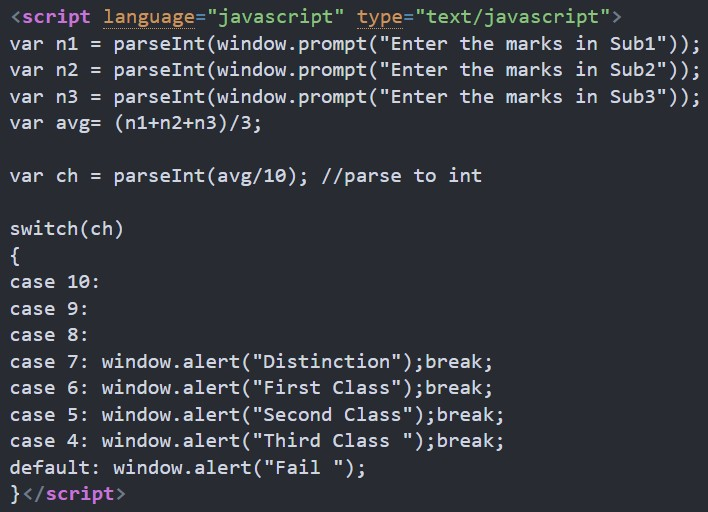 <script language="javascript" type="text/javascript">
var n1 = parseInt(window.prompt("Enter the marks in Sub1"));
var n2 = parseInt(window.prompt("Enter the marks in Sub2"));
var n3 = parseInt(window.prompt("Enter the marks in Sub3"));
var avg= (n1+n2+n3)/3;
var ch = parseInt(avg/10); //parse to int
switch(ch)
{
case 10:
case 9:
case 8:
case 7: window.alert("Distinction");break;
case 6: window.alert("First Class");break;
case 5: window.alert("Second Class");break;
case 4: window.alert("Third Class ");break;
default: window.alert("Fail ");
}</script>